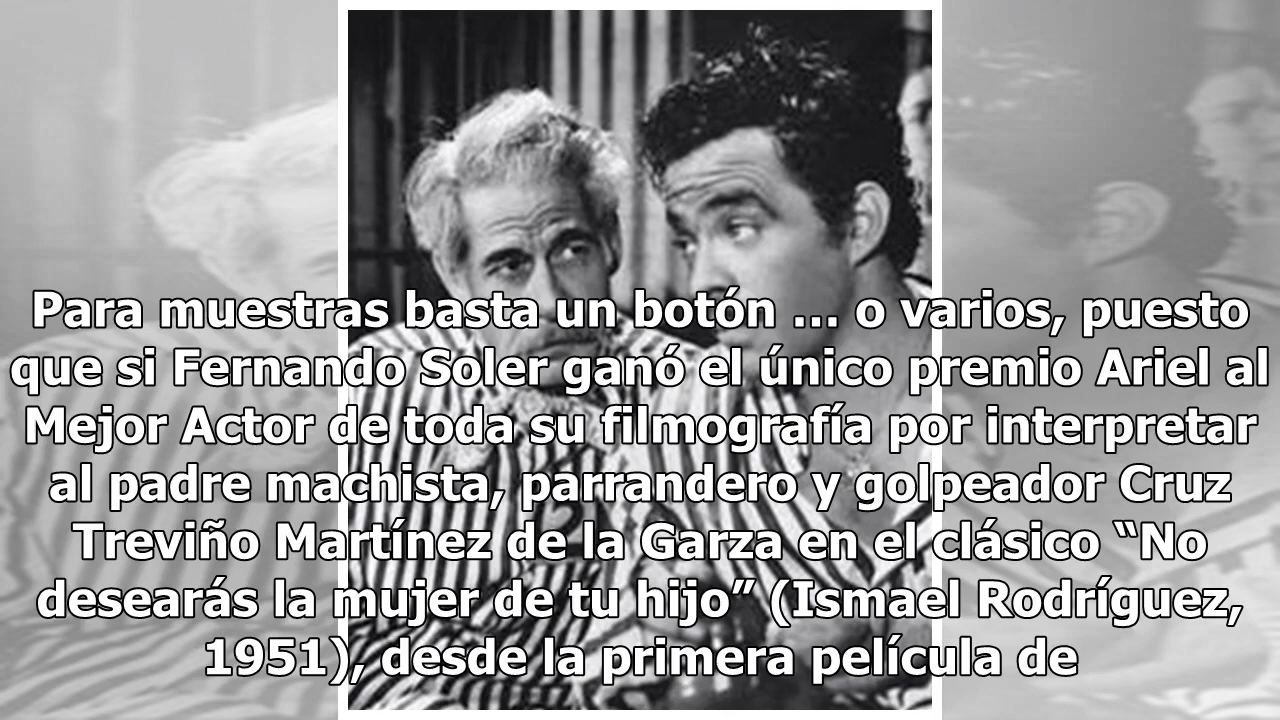 Para muestras basta un botón ... o varios, puesto
que si Fernando Soler ganó el único premio Ariel al
Mejor Actor de toda su filmografía por interpretar
al padre machista, parrandero y golpeador Cruz
Treviño Martínez de la Garza en el clásico “No
desearás la mujer de tu hijo” (Ismael Rodríguez,
1951), desde la primera película de